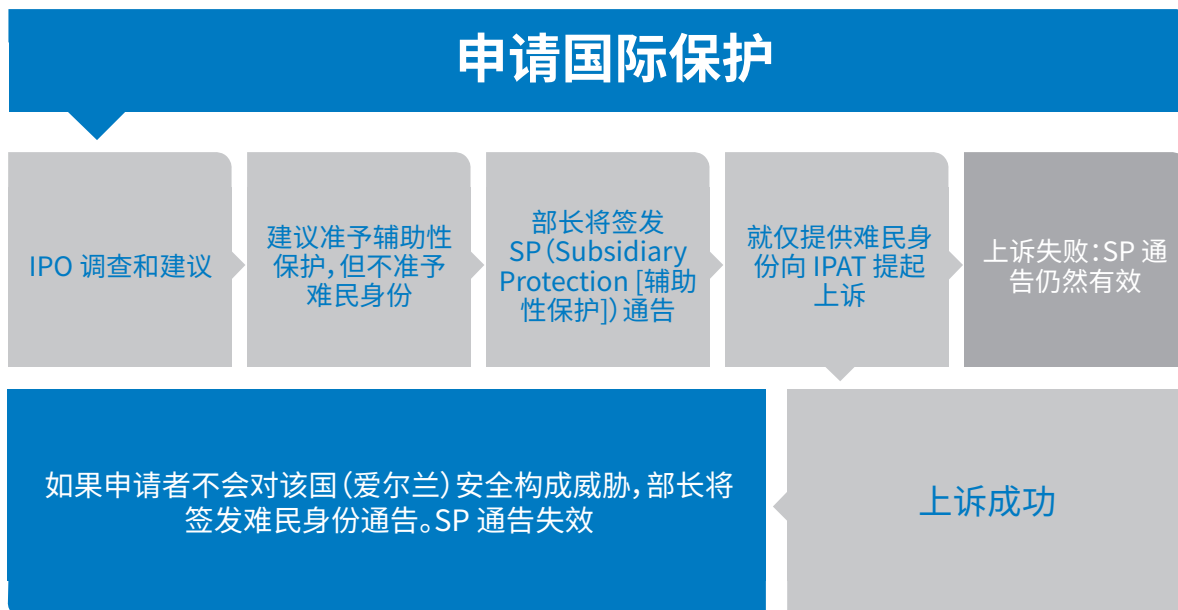 申请国际保护
IPO 调查和建议
建议准予辅助性
保护，但不准予
难民身份
部长将签发
SP（Subsidiary
Protection [辅助
性保护]）通告
就仅提供难民身
份向 IPAT 提起
上诉
上诉失败：SP 通
告仍然有效
上诉成功
如果申请者不会对该国（爱尔兰）安全构成威胁，部长将
签发难民身份通告。SP 通告失效